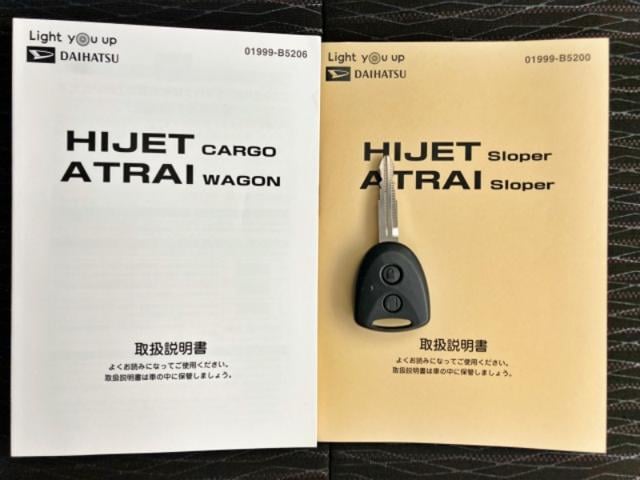 Light you up
DAIHATSU
01999-B5206
HIJET CARGO
ATRAI WAGON
取扱説明書
よくお読みになってご使用ください。
取扱説明書は車の中に保管しましょう。
Light you up
DAIHATSU
01999-B5200
HIJET Sloper
ATRAI Sloper
取扱説明書
よくお読みになってご使用ください。
取扱説明書は車の中に保管しましょう。